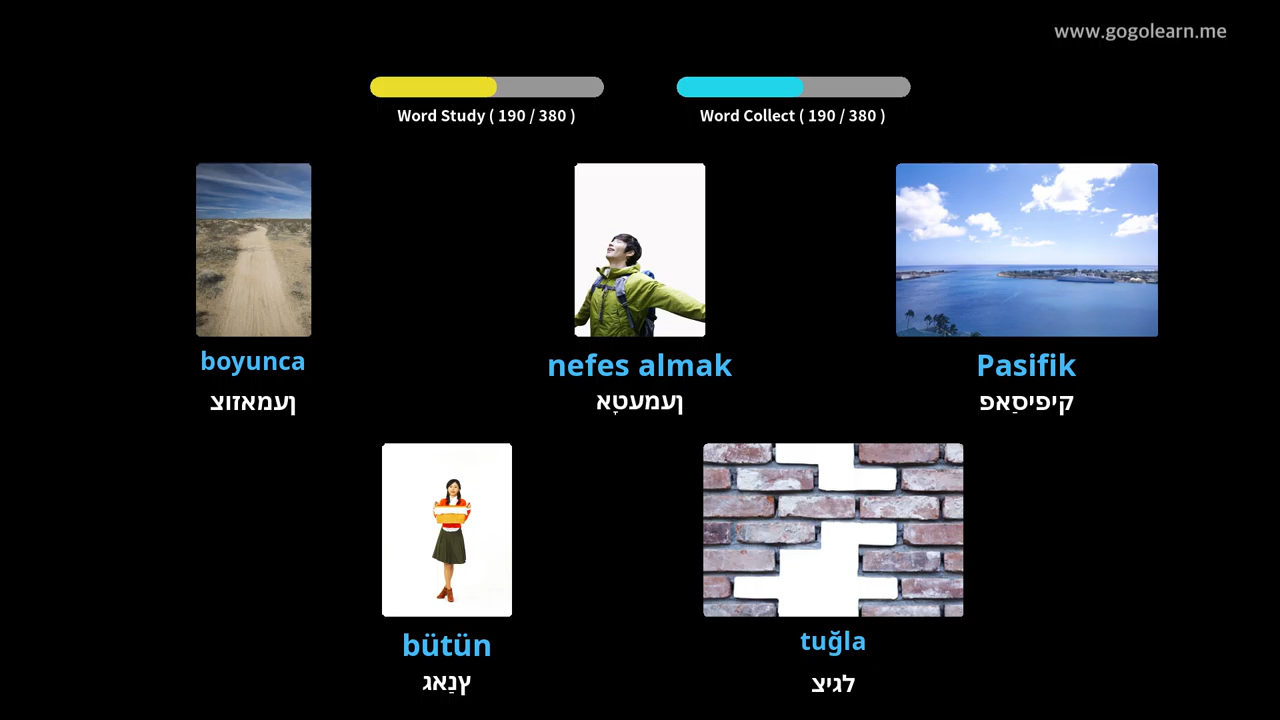 www.gogolearn.me
Word Study ( 190 / 380 )
Word Collect ( 190 / 380 )
boyunca
ןעמאזוצ
nefes almak
ןעמעטָא
Pasifik
קיפיסַאפ
bütün
ץנַאג
tuğla
לגיצ